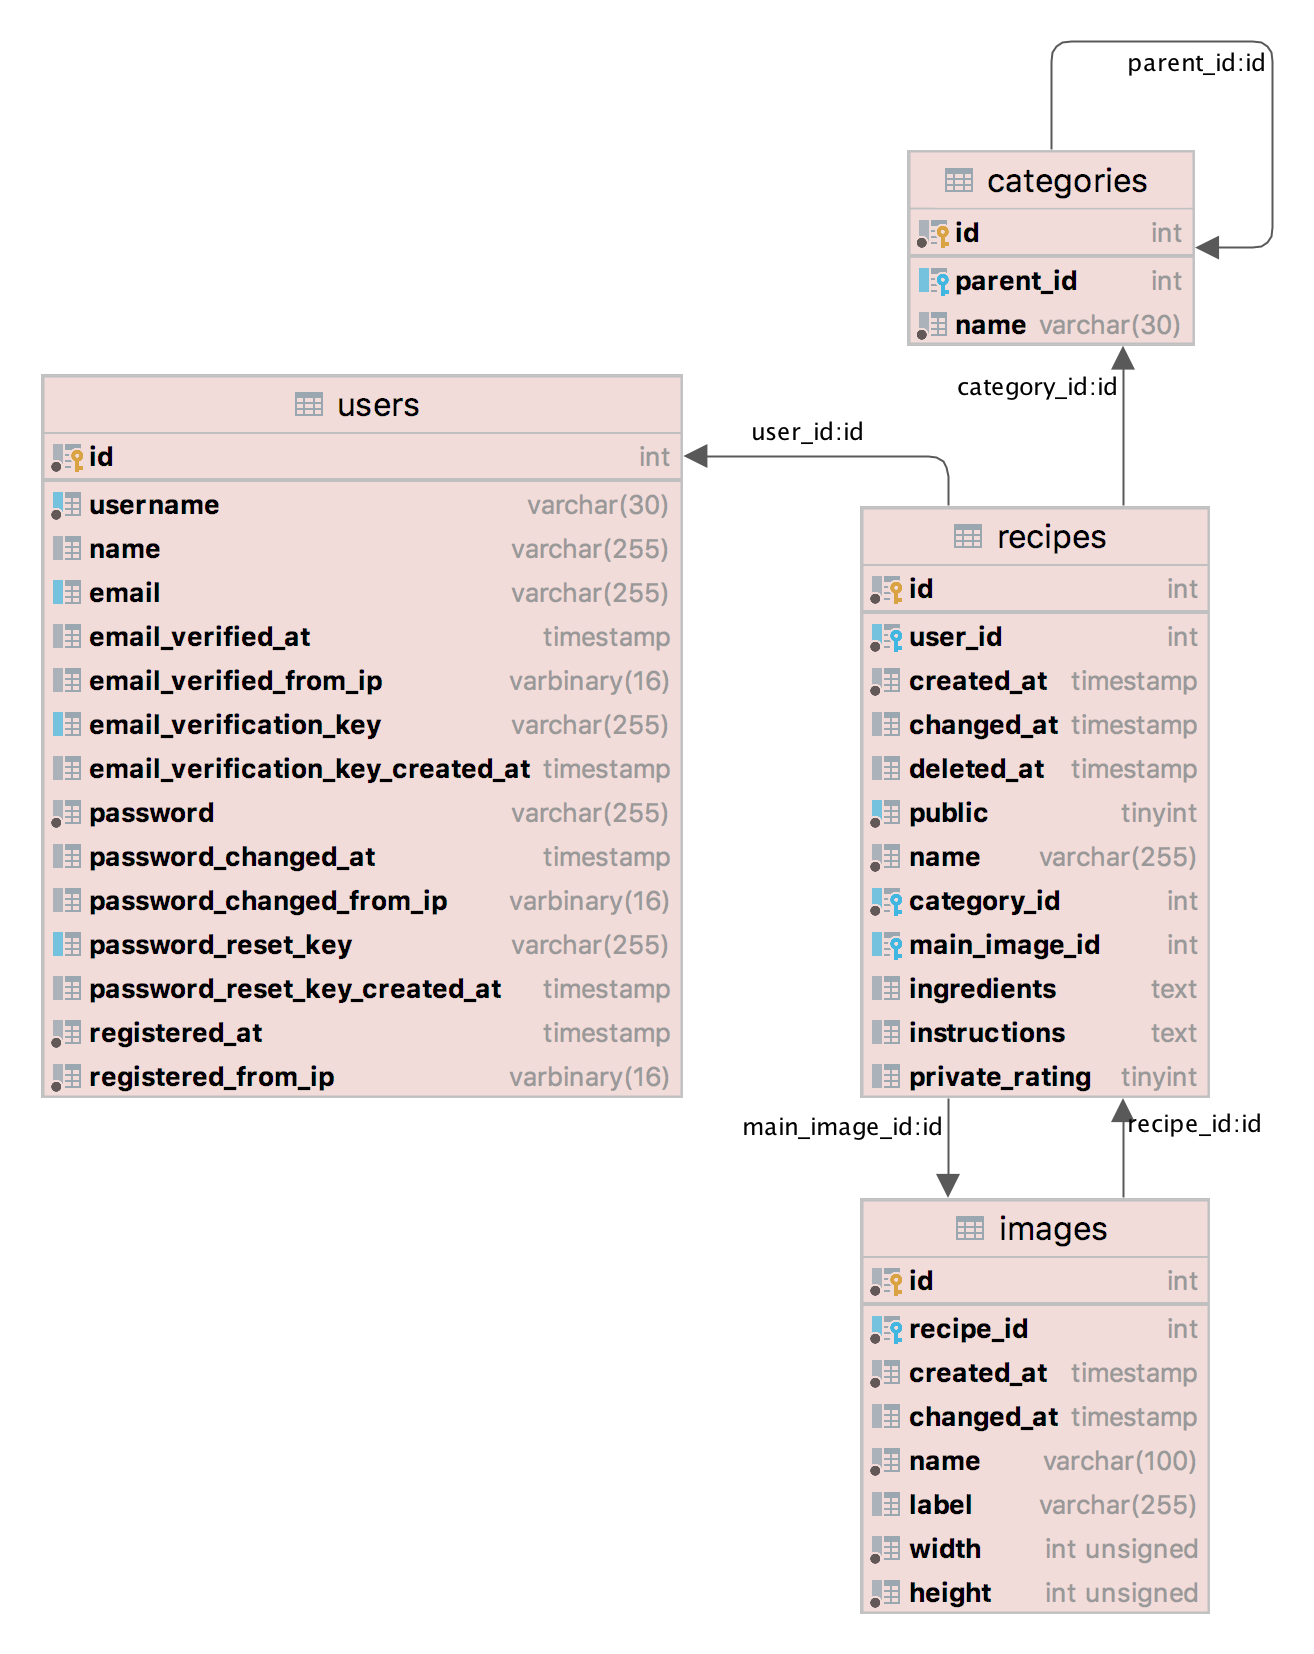 parent_id:id
categories
id int
parent_id int
name varchar(30)
category_id:id
user_id:id
users
id int
username varchar(30)
name varchar(255)
email varchar(255)
email_verified_at timestamp
email_verified_from_ip varbinary(16)
email_verification_key varchar(255)
email_verification_key_created_at timestamp
password varchar(255)
password_changed_at timestamp
password_changed_from_ip varbinary(16)
password_reset_key varchar(255)
password_reset_key_created_at timestamp
registered_at timestamp
registered_from_ip varbinary(16)
recipes
id int
user_id int
created_at timestamp
changed_at timestamp
deleted_at timestamp
public tinyint
name varchar(255)
category_id int
main_image_id int
ingredients text
instructions text
private_rating tinyint
main_image_id:id
recipe_id:id
images
id int
recipe_id int
created_at timestamp
changed_at timestamp
name varchar(100)
label varchar(255)
width int unsigned
height int unsigned